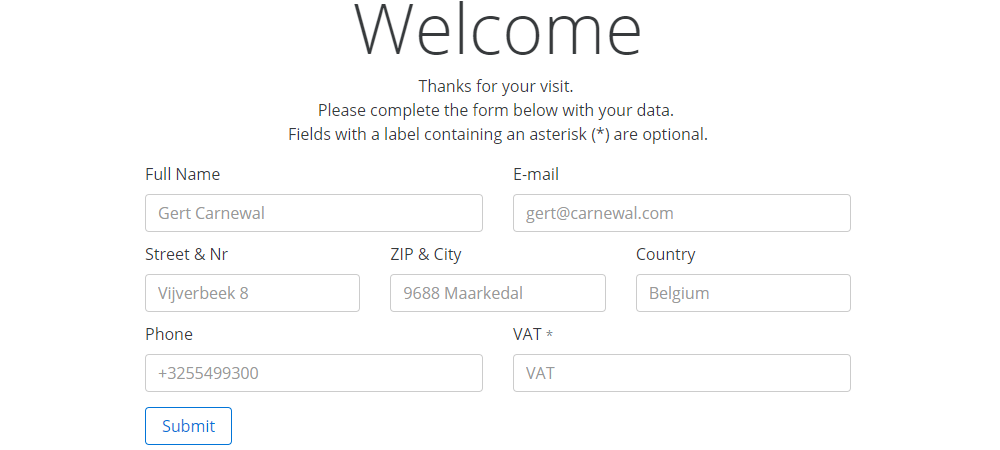 Welcome
Thanks for your visit.
Please complete the form below with your data.
Fields with a label containing an asterisk (*) are optional.
Full Name E-mail
Gert Carnewal gert@carnewal.com
Street & Nr ZIP & City Country
Vijverbeek 8 9688 Maarkedal Belgium
Phone VAT *
+3255499300 VAT
Submit